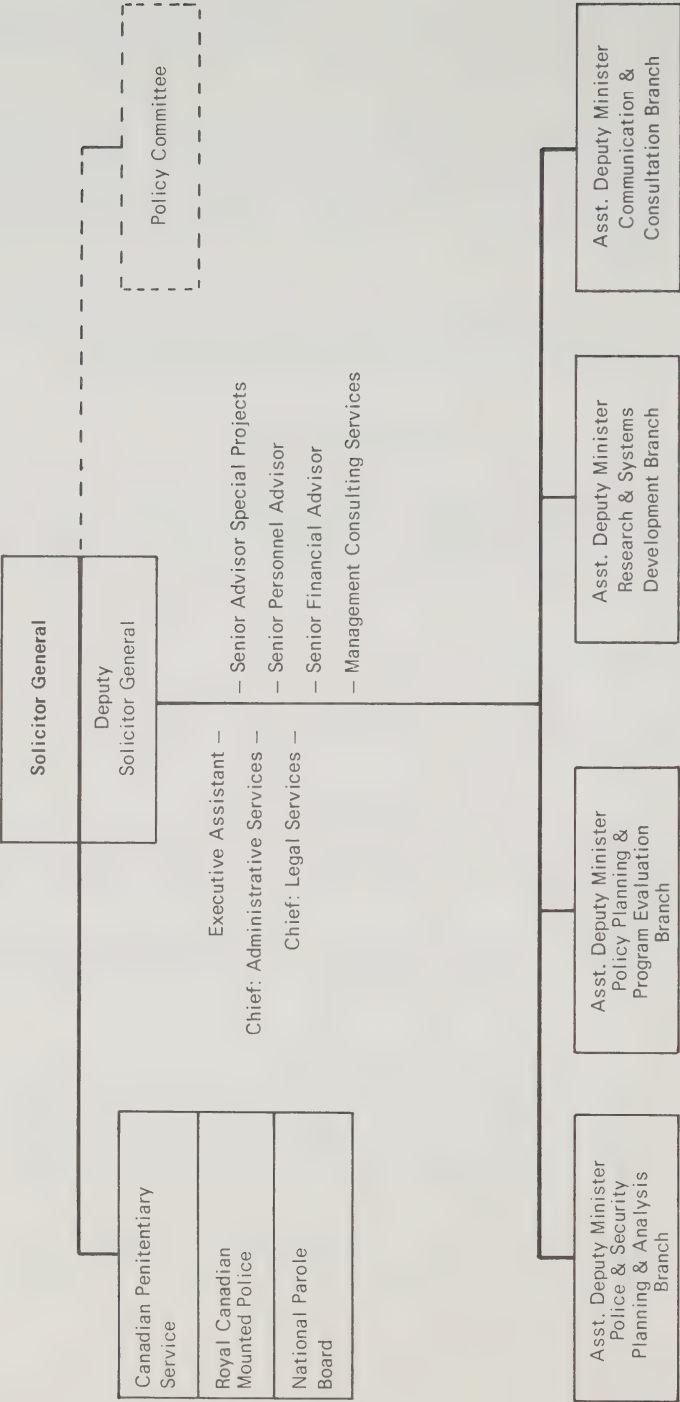 Solicitor General
Deputy
Solicitor General
Policy Committee
Canadian Penitentiary
Service
Royal Canadian
Mounted Police
National Parole
Board
Executive Assistant –
Chief: Administrative Services –
Chief: Legal Services –
– Senior Advisor Special Projects
– Senior Personnel Advisor
– Senior Financial Advisor
– Management Consulting Services
Asst. Deputy Minister
Police & Security
Planning & Analysis
Branch
Asst. Deputy Minister
Policy Planning &
Program Evaluation
Branch
Asst. Deputy Minister
Research & Systems
Development Branch
Asst. Deputy Minister
Communication &
Consultation Branch